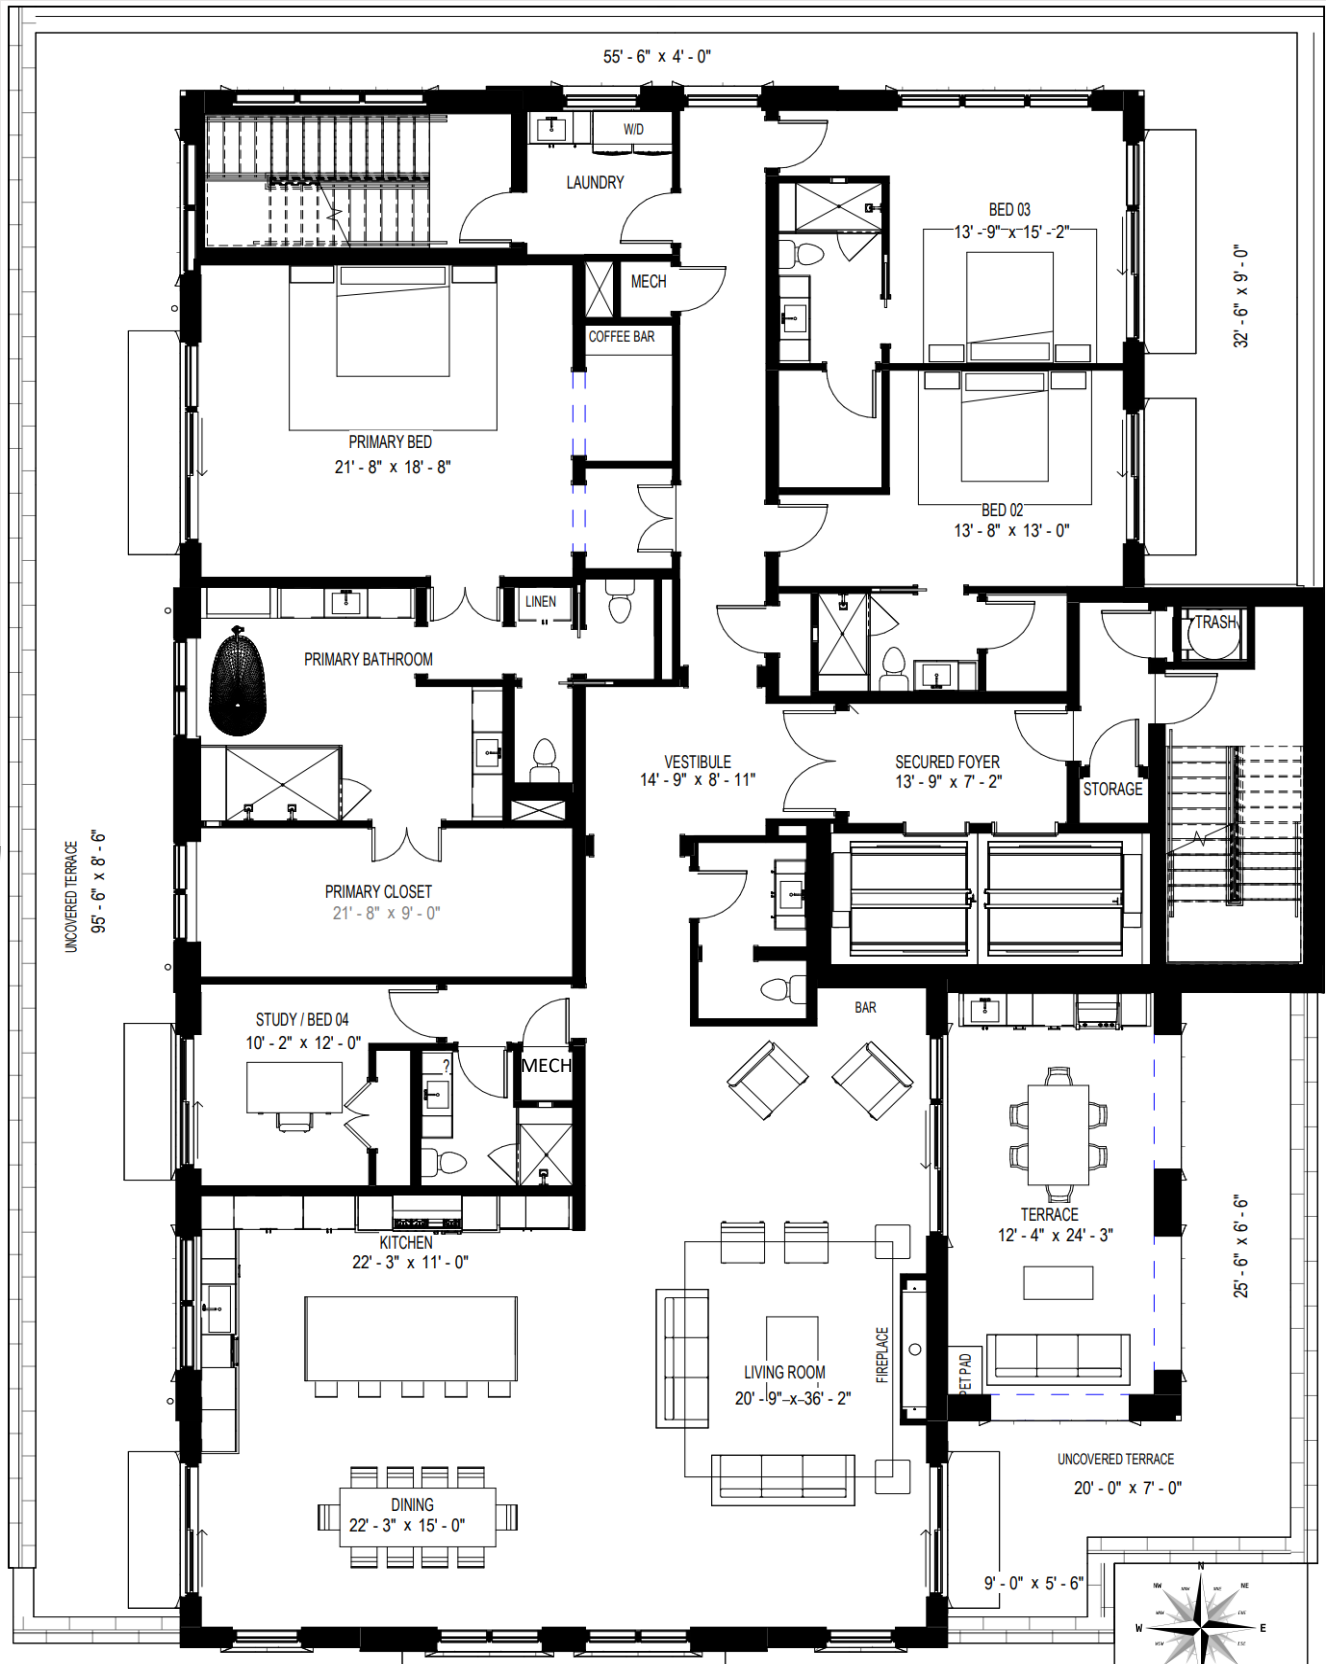 55' - 6" x 4' - 0"
W/D
LAUNDRY
BED 03
13' - 9" x 15' - 2"
32' - 6" x 9' - 0"
MECH
COFFEE BAR
PRIMARY BED
21' - 8" x 18' - 8"
BED 02
13' - 8" x 13' - 0"
LINEN
TRASH
PRIMARY BATHROOM
VESTIBULE
14' - 9" x 8' - 11"
SECURED FOYER
13' - 9" x 7' - 2"
STORAGE
UNCOVERED TERRACE
95' - 6" x 8' - 6"
PRIMARY CLOSET
21' - 8" x 9' - 0"
BAR
STUDY / BED 04
10' - 2" x 12' - 0"
?
MECH
TERRACE
12' - 4" x 24' - 3"
25' - 6" x 6' - 6"
KITCHEN
22' - 3" x 11' - 0"
FIREPLACE
LIVING ROOM
20' - 9" x 36' - 2"
PET PAD
UNCOVERED TERRACE
20' - 0" x 7' - 0"
DINING
22' - 3" x 15' - 0"
9' - 0" x 5' - 6"
N
NW
NE
W
E